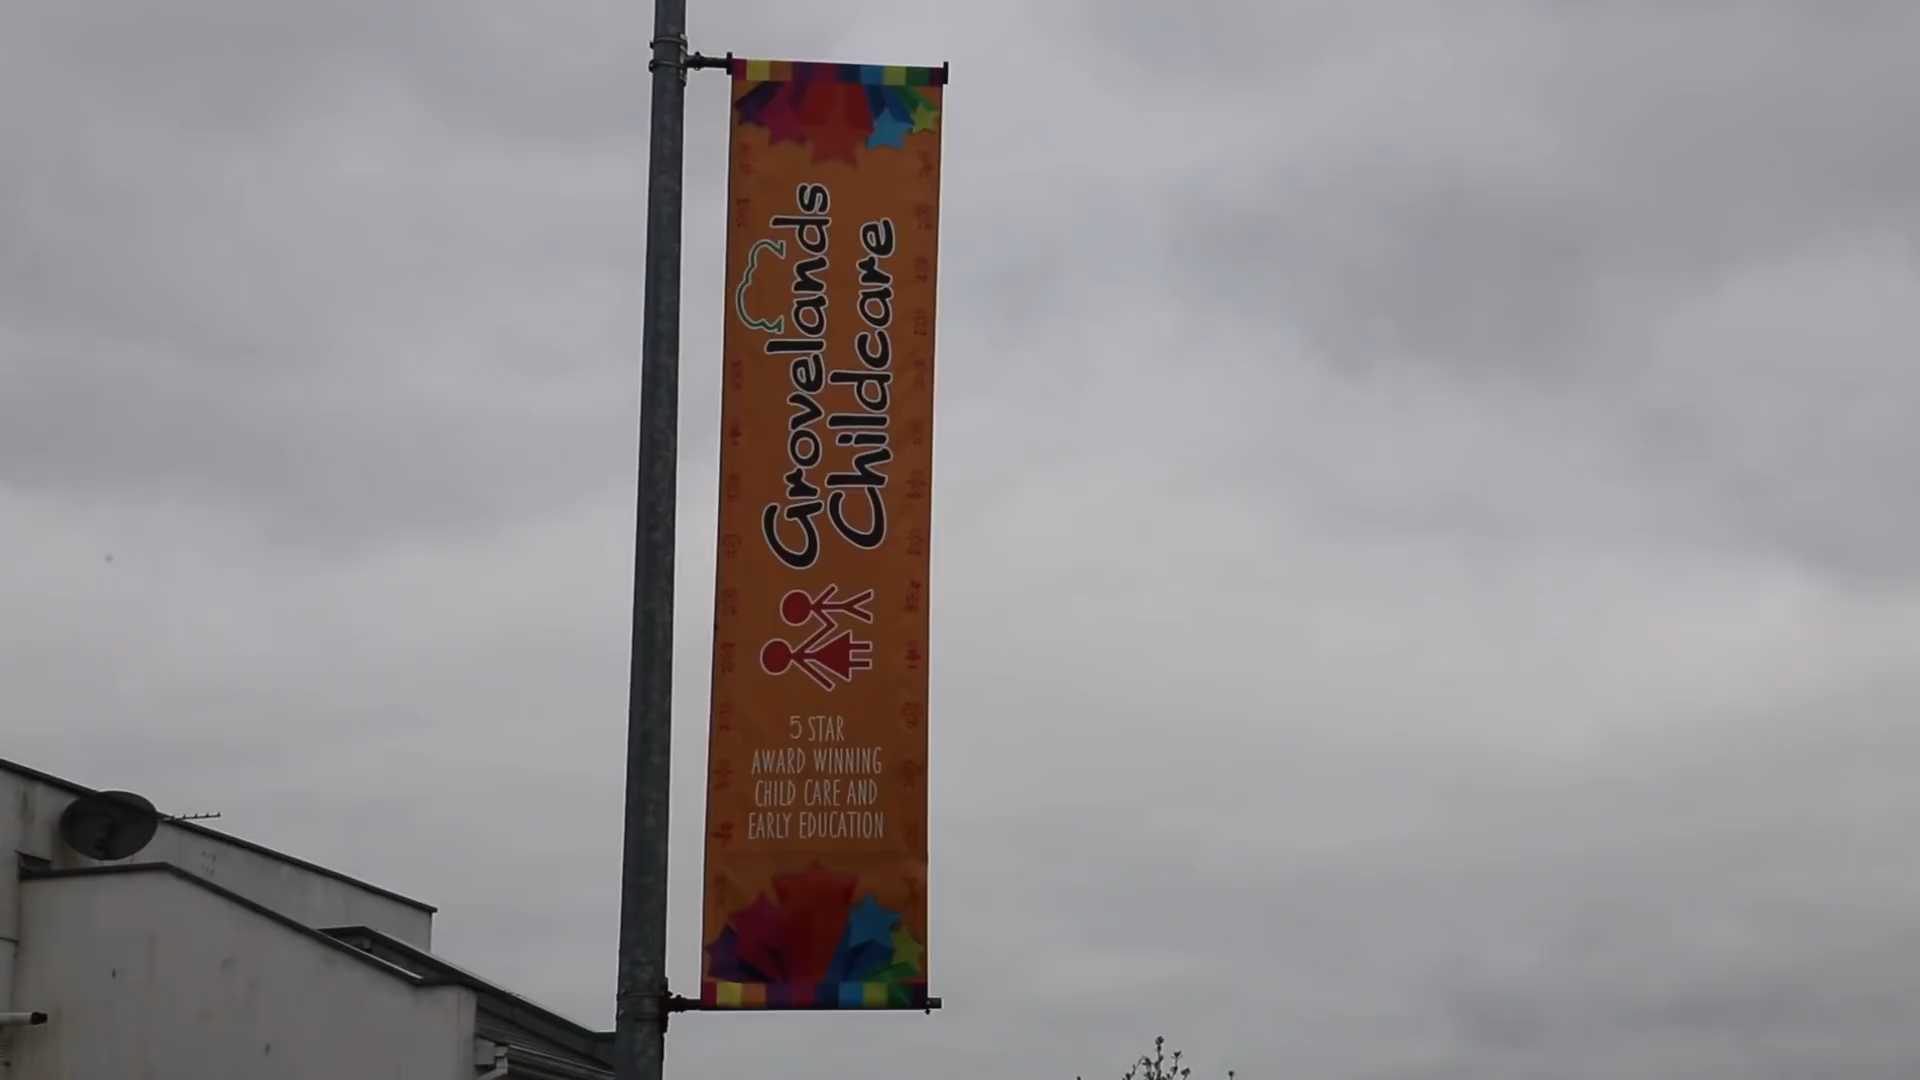 Grovelands
Childcare
5 STAR
AWARD WINNING
CHILD CARE AND
EARLY EDUCATION